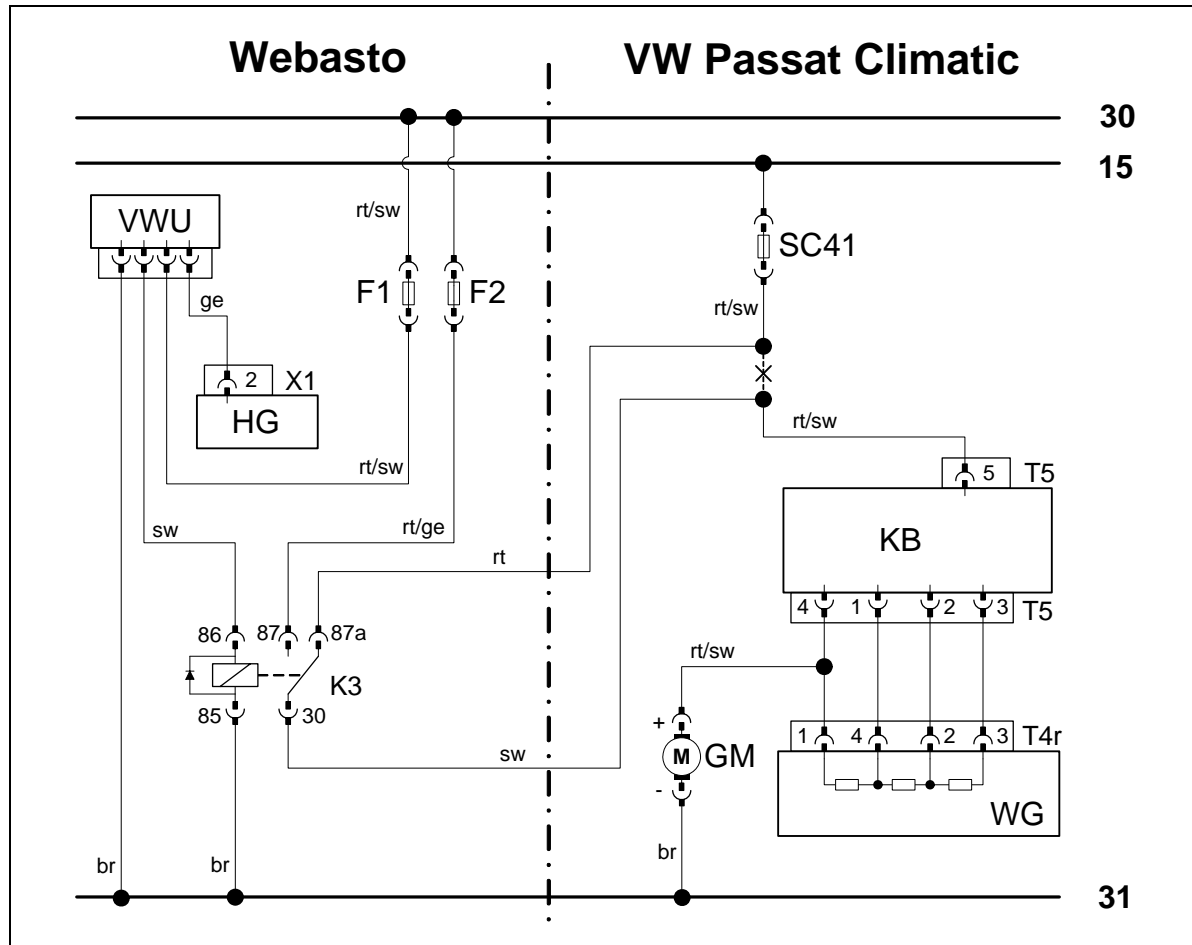 Webasto
VW Passat Climatic
30
15
VWU
rt/sw
SC41
F1
F2
ge
rt/sw
2
X1
HG
rt/sw
rt/sw
5
T5
sw
rt/ge
rt
KB
4
1
2
3
T5
86
87
87a
rt/sw
K3
85
30
+
M
GM
-
1
4
2
3
T4r
sw
WG
br
br
br
31